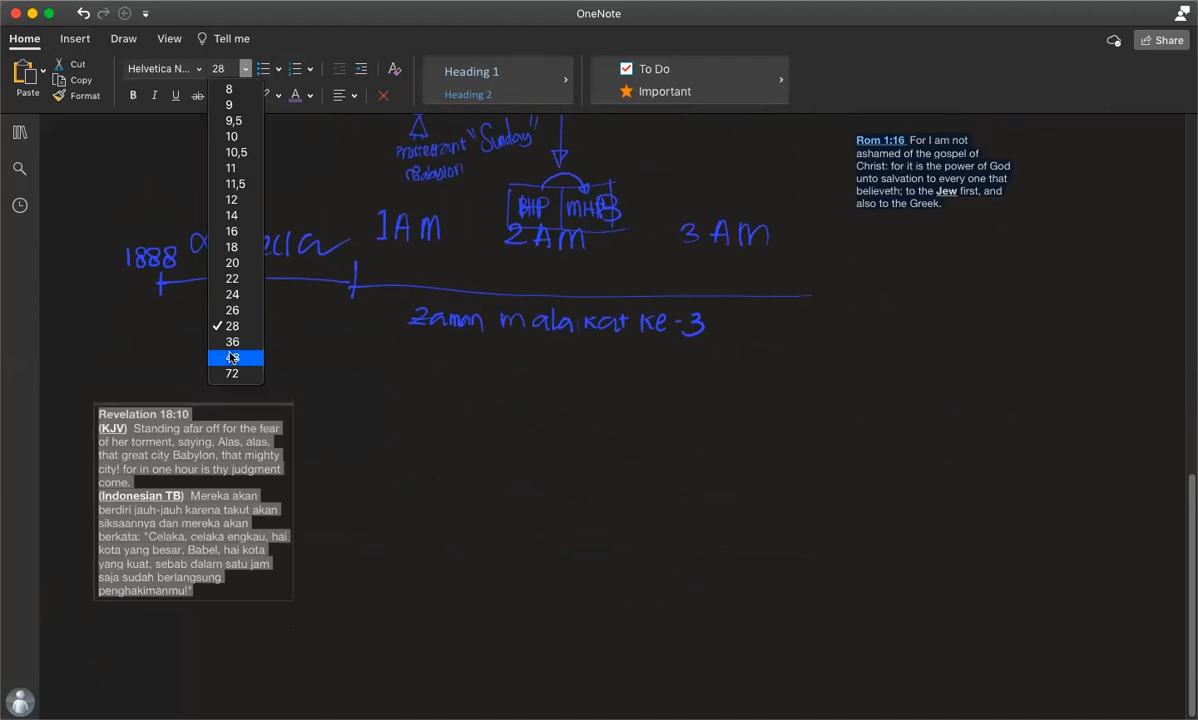 OneNote
Home Insert Draw View Tell me
Share
Paste
Cut
Copy
Format
Helvetica N... 28
B I U ab A
Heading 1
Heading 2
To Do
Important
8
9
9,5
10
10,5
11
11,5
12
14
16
18
20
22
24
26
28
36
48
72
"Sunday"
Babylon
1888
1 A M
2 A M
3 A M
Zaman malaikat ke-3
Rom 1:16 For I am not
ashamed of the gospel of
Christ: for it is the power of God
unto salvation to every one that
believeth; to the Jew first, and
also to the Greek.
Revelation 18:10
(KJV) Standing afar off for the fear
of her torment, saying, Alas, alas,
that great city Babylon, that mighty
city! for in one hour is thy judgment
come.
(Indonesian TB) Mereka akan
berdiri jauh-jauh karena takut akan
siksaannya dan mereka akan
berkata: "Celaka, celaka engkau, hai
kota yang besar, Babel, hai kota
yang kuat, sebab dalam satu jam
saja sudah berlangsung
penghakimanmu!"